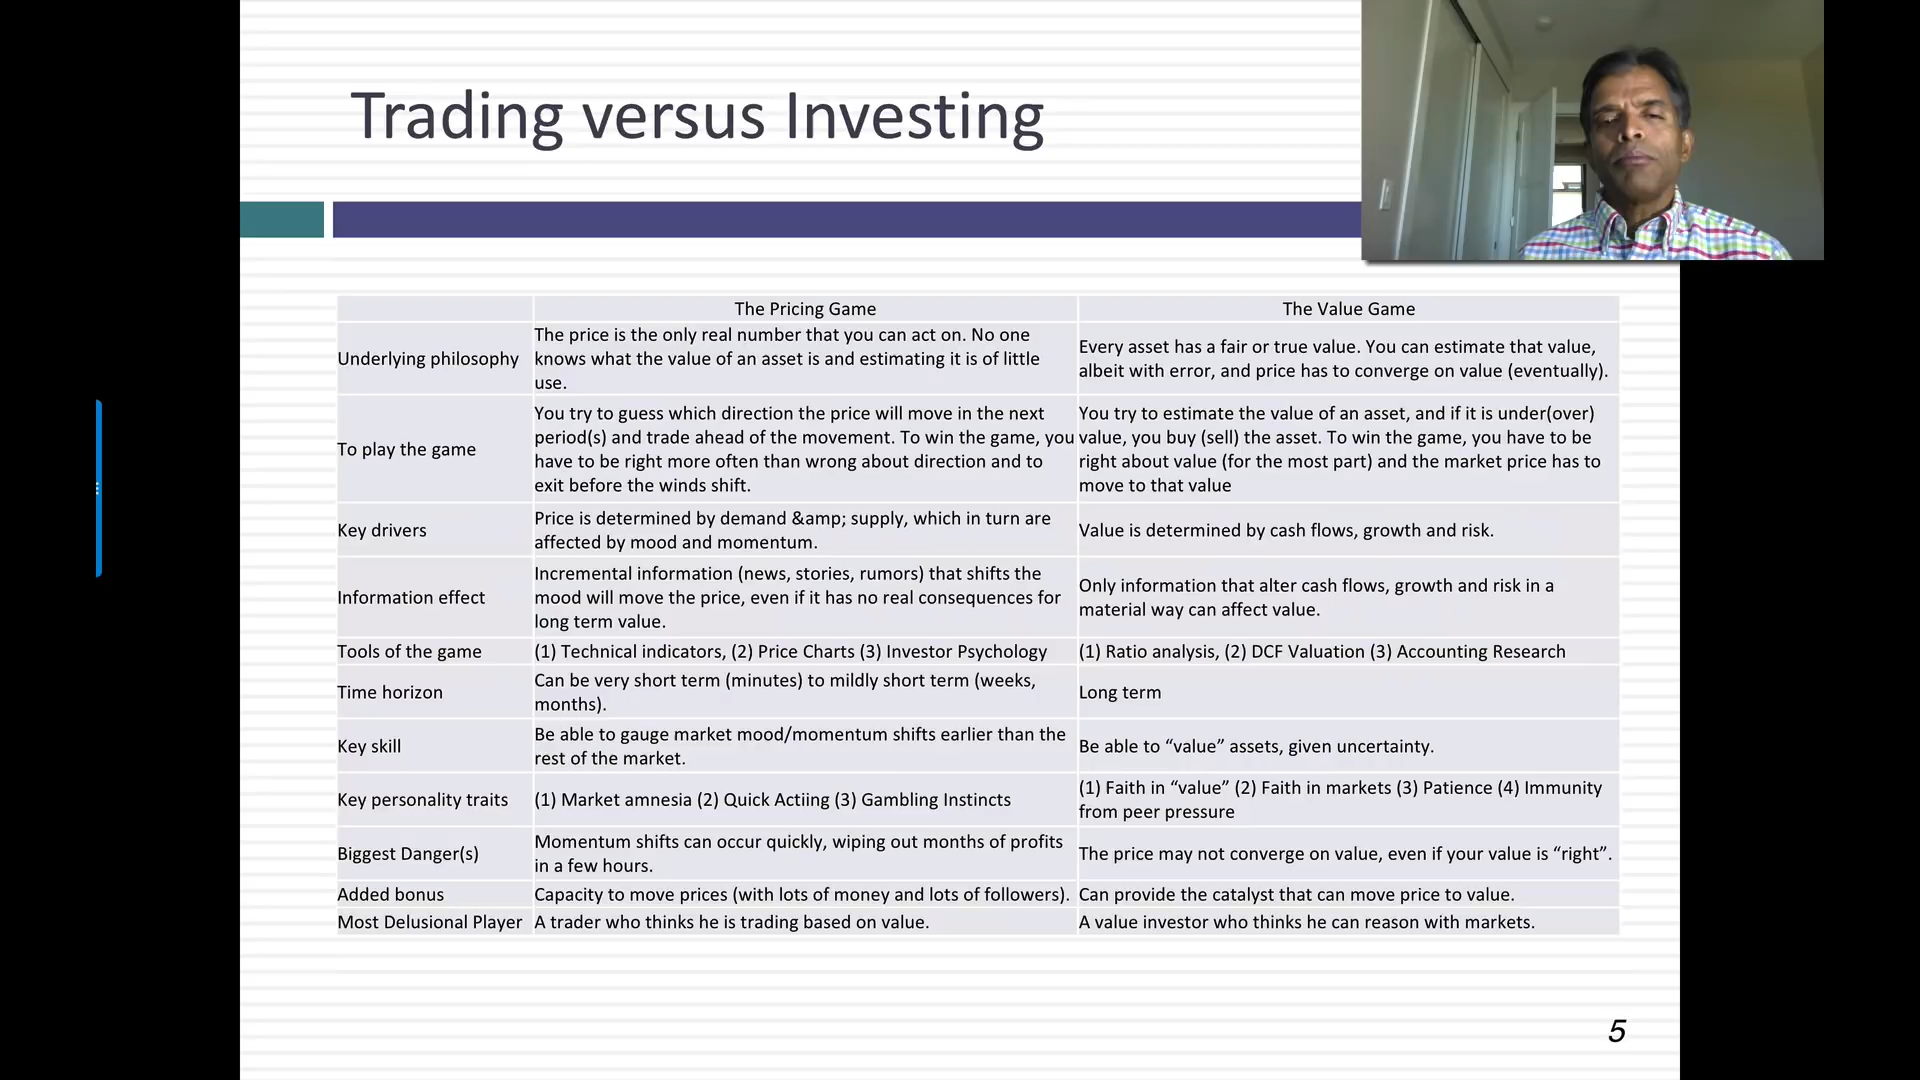 Trading versus Investing
The Pricing Game
The Value Game
Underlying philosophy
The price is the only real number that you can act on. No one
knows what the value of an asset is and estimating it is of little
use.
Every asset has a fair or true value. You can estimate that value,
albeit with error, and price has to converge on value (eventually).
To play the game
You try to guess which direction the price will move in the next
period(s) and trade ahead of the movement. To win the game, you
have to be right more often than wrong about direction and to
exit before the winds shift.
You try to estimate the value of an asset, and if it is under(over)
value, you buy (sell) the asset. To win the game, you have to be
right about value (for the most part) and the market price has to
move to that value
Key drivers
Price is determined by demand &amp; supply, which in turn are
affected by mood and momentum.
Value is determined by cash flows, growth and risk.
Information effect
Incremental information (news, stories, rumors) that shifts the
mood will move the price, even if it has no real consequences for
long term value.
Only information that alter cash flows, growth and risk in a
material way can affect value.
Tools of the game
(1) Technical indicators, (2) Price Charts (3) Investor Psychology
(1) Ratio analysis, (2) DCF Valuation (3) Accounting Research
Time horizon
Can be very short term (minutes) to mildly short term (weeks,
months).
Long term
Key skill
Be able to gauge market mood/momentum shifts earlier than the
rest of the market.
Be able to “value” assets, given uncertainty.
Key personality traits
(1) Market amnesia (2) Quick Actiing (3) Gambling Instincts
(1) Faith in “value” (2) Faith in markets (3) Patience (4) Immunity
from peer pressure
Biggest Danger(s)
Momentum shifts can occur quickly, wiping out months of profits
in a few hours.
The price may not converge on value, even if your value is “right”.
Added bonus
Capacity to move prices (with lots of money and lots of followers).
Can provide the catalyst that can move price to value.
Most Delusional Player
A trader who thinks he is trading based on value.
A value investor who thinks he can reason with markets.
5